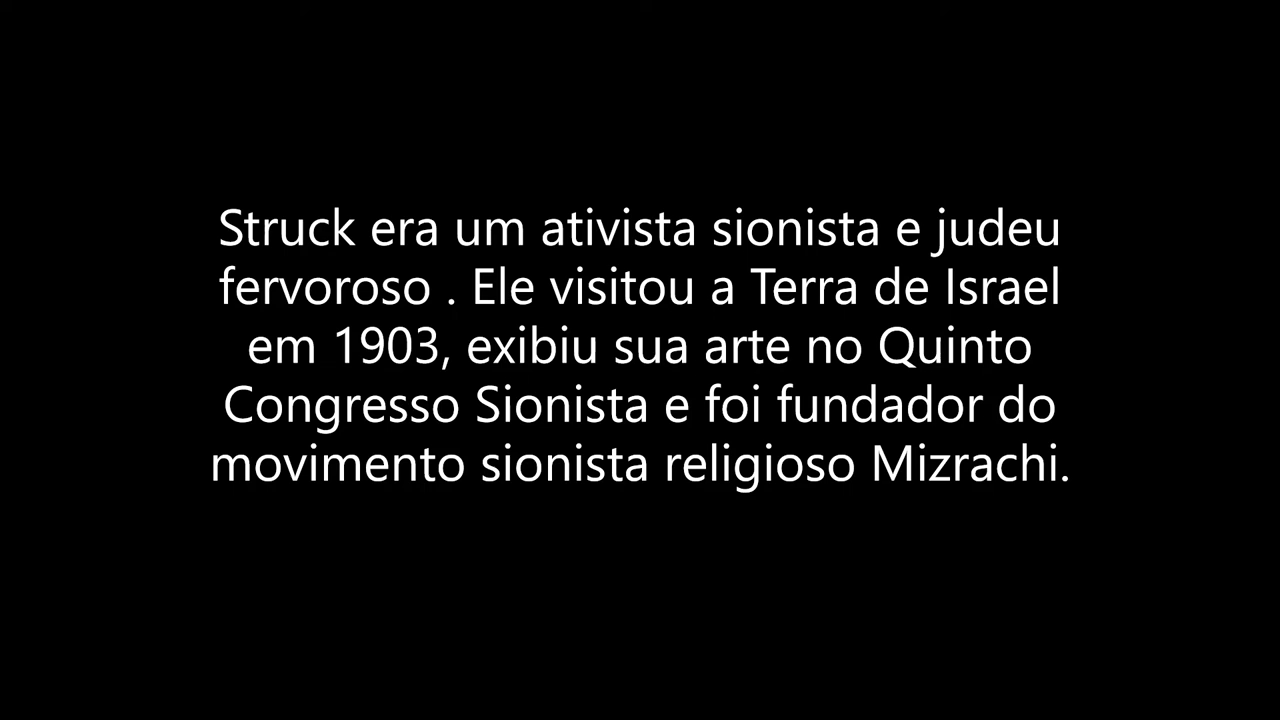 Struck era um ativista sionista e judeu
fervoroso . Ele visitou a Terra de Israel
em 1903, exibiu sua arte no Quinto
Congresso Sionista e foi fundador do
movimento sionista religioso Mizrachi.